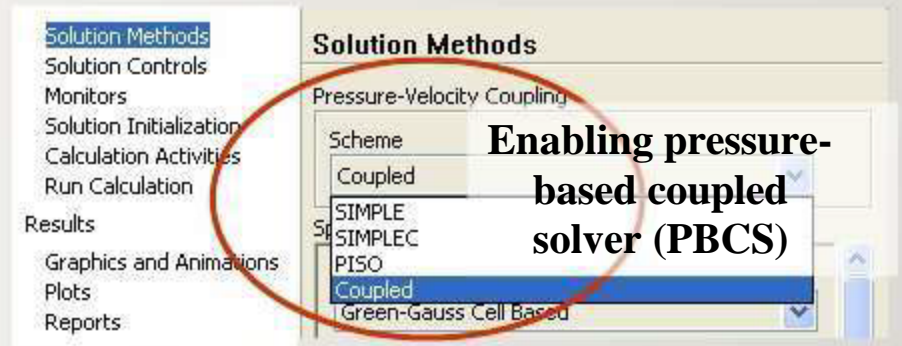 Solution Methods
Solution Controls
Monitors
Solution Initialization
Calculation Activities
Run Calculation
Results
Graphics and Animations
Plots
Reports
Solution Methods
Pressure-Velocity Coupling
Scheme
Coupled
SIMPLE
SIMPLEC
PISO
Coupled
Green-Gauss Cell Based
Enabling pressure-
based coupled
solver (PBCS)